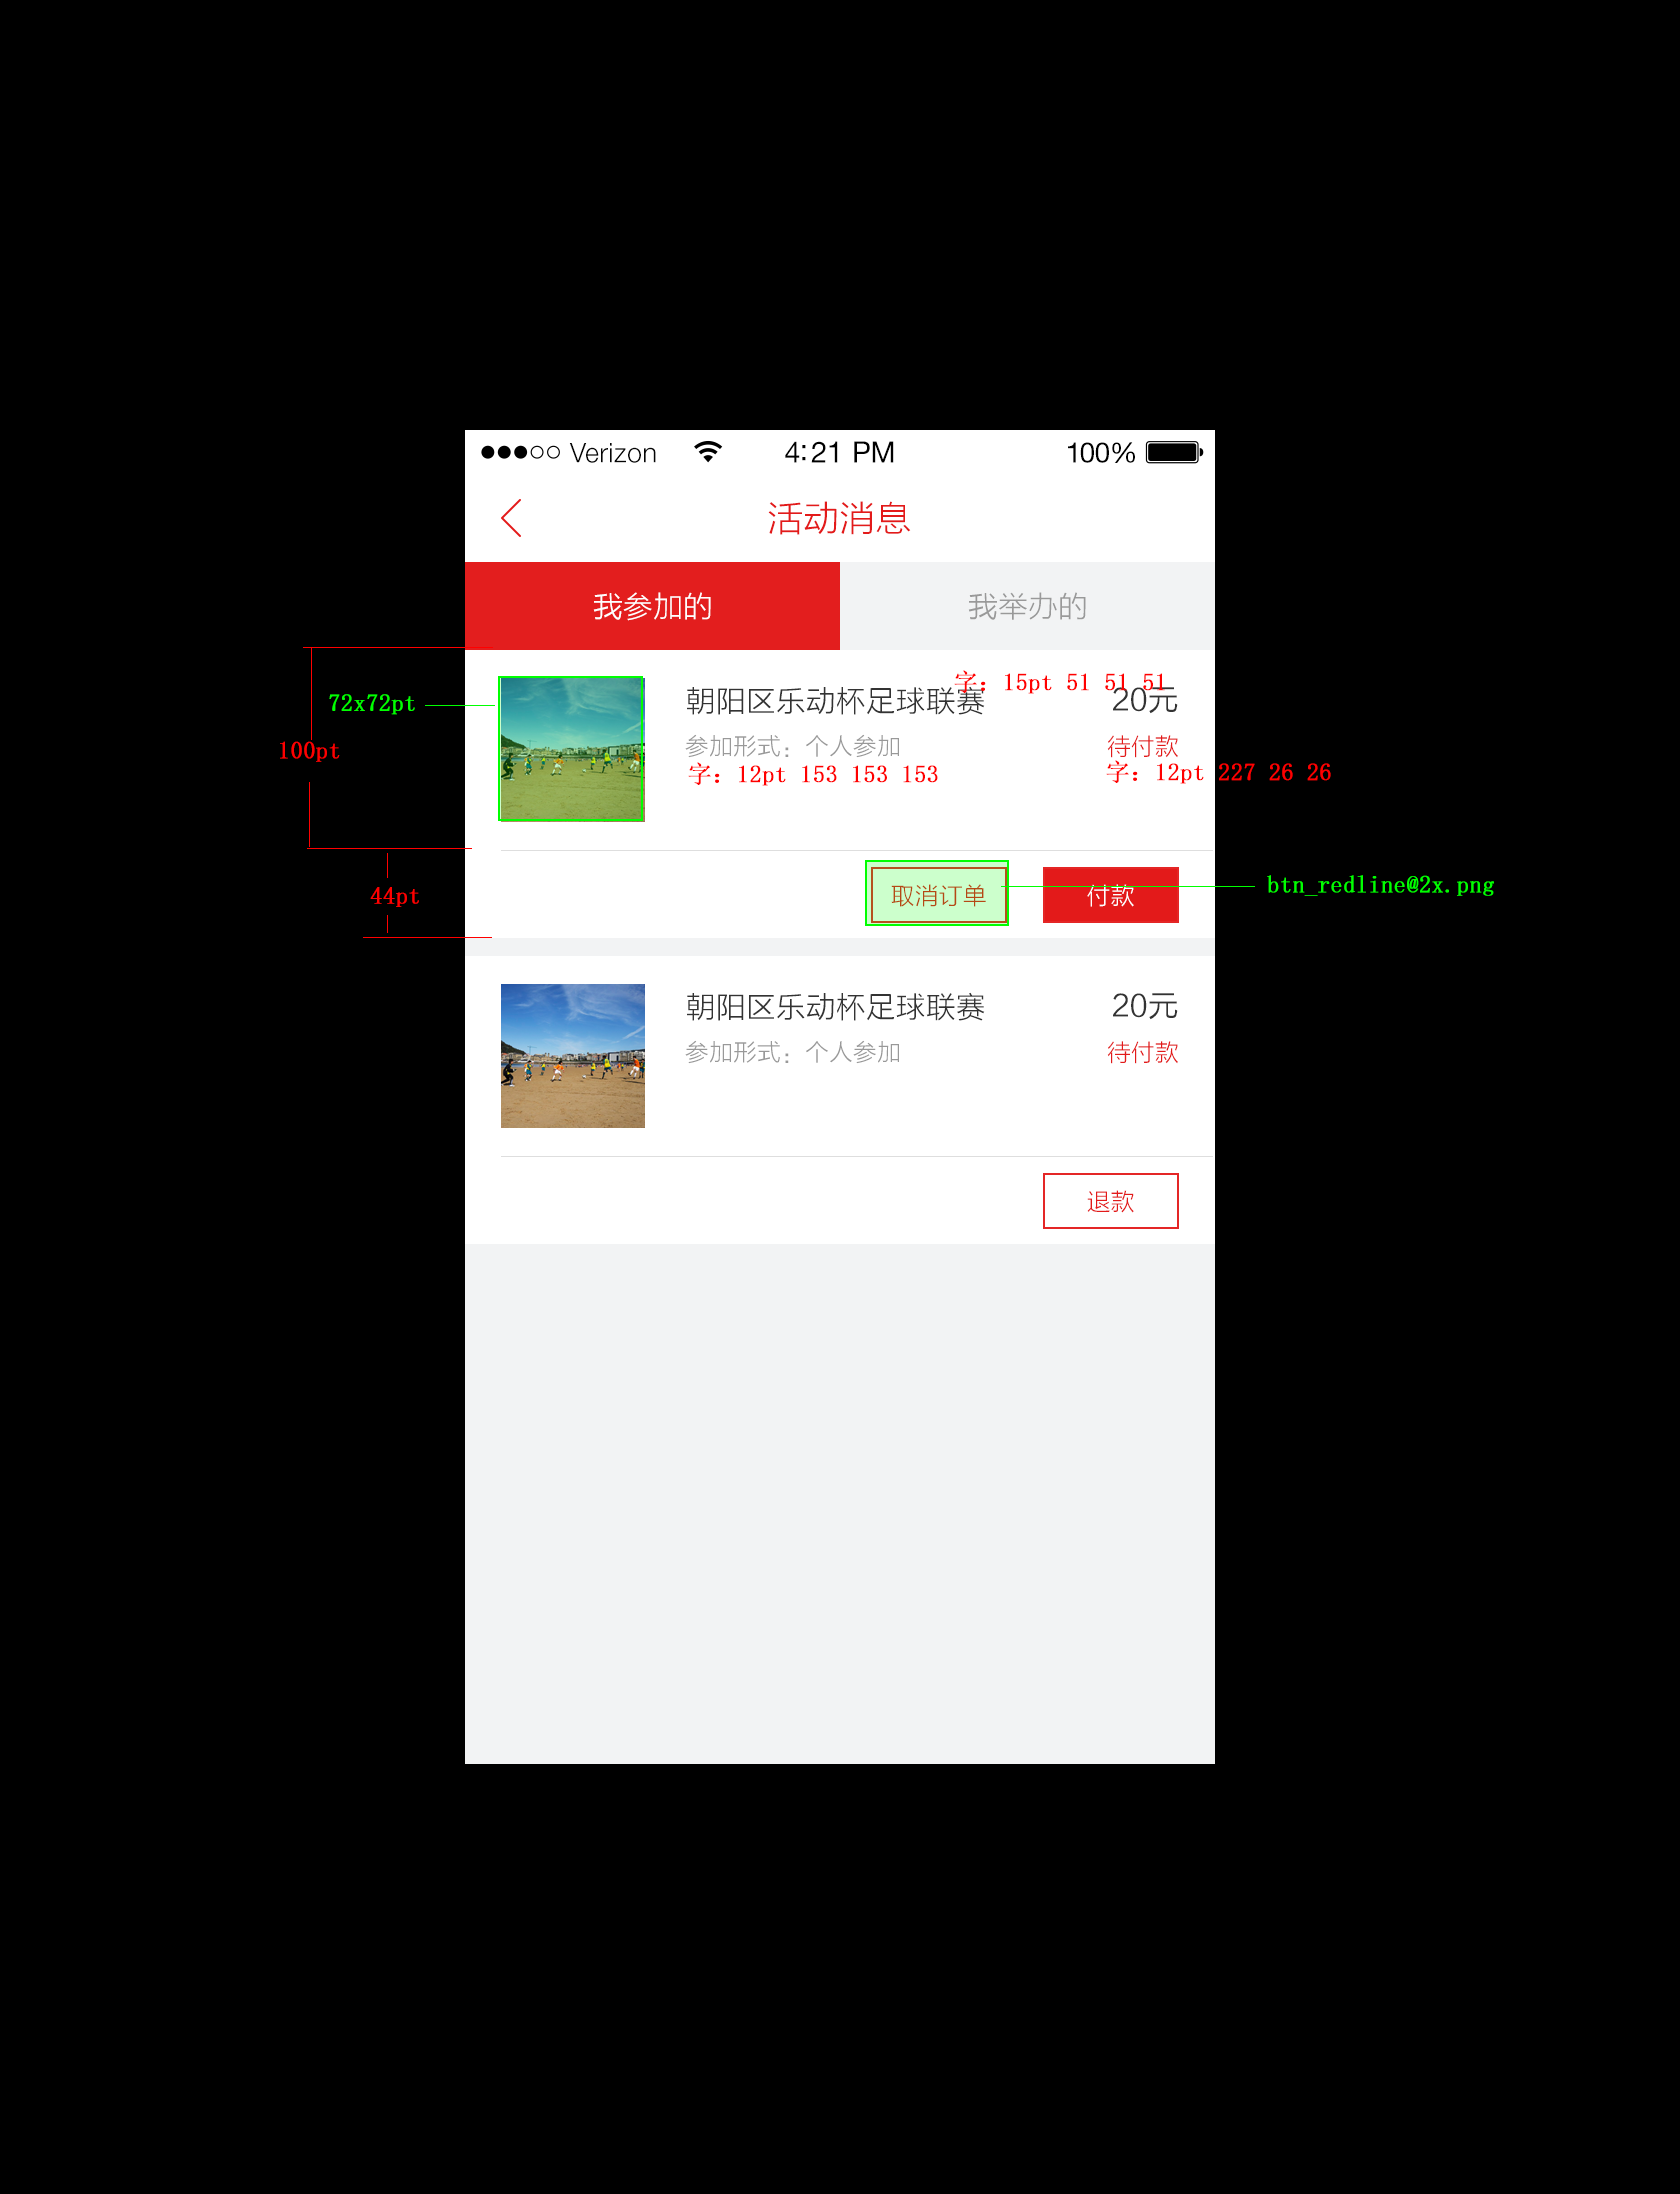 Verizon 4:21 PM 100%
活动消息
我参加的 我举办的
字：15pt 51 51 51
72x72pt 朝阳区乐动杯足球联赛 20元
100pt 参加形式：个人参加 待付款
字：12pt 153 153 153 字：12pt 227 26 26
44pt 取消订单 付款 btn_redline@2x.png
朝阳区乐动杯足球联赛 20元
参加形式：个人参加 待付款
退款